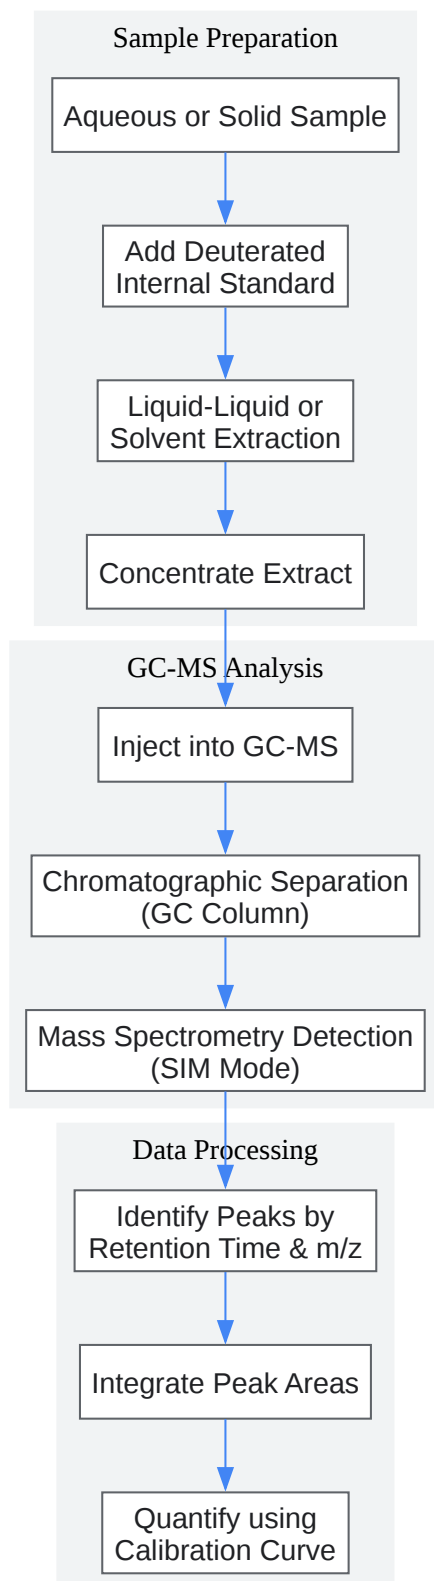 Sample Preparation
Aqueous or Solid Sample
Add Deuterated
Internal Standard
Liquid-Liquid or
Solvent Extraction
Concentrate Extract
GC-MS Analysis
Inject into GC-MS
Chromatographic Separation
(GC Column)
Mass Spectrometry Detection
(SIM Mode)
Data Processing
Identify Peaks by
Retention Time & m/z
Integrate Peak Areas
Quantify using
Calibration Curve